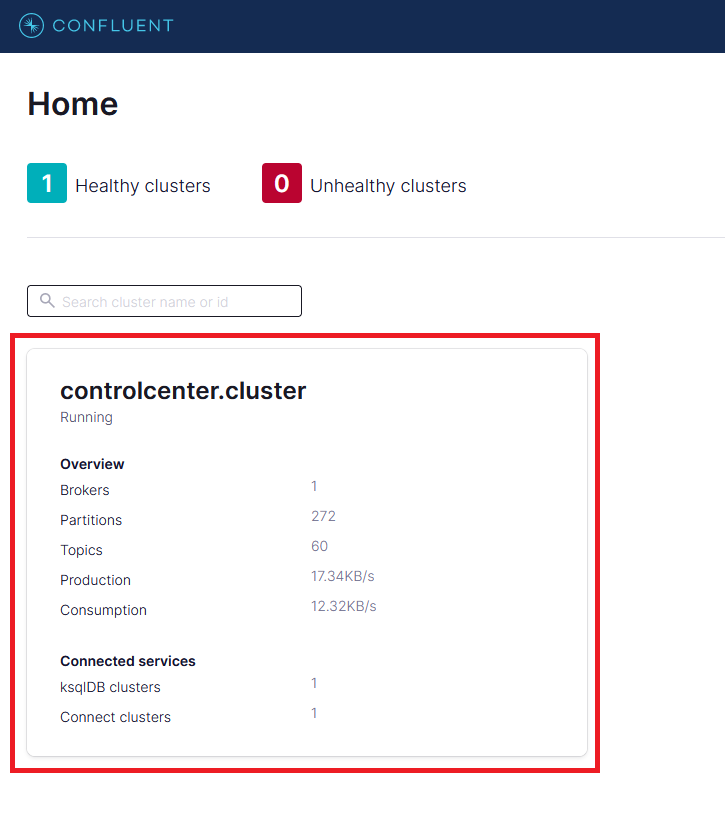 CONFLUENT
Home
1 Healthy clusters 0 Unhealthy clusters
Search cluster name or id
controlcenter.cluster
Running
Overview
Brokers 1
Partitions 272
Topics 60
Production 17.34KB/s
Consumption 12.32KB/s
Connected services
ksqlDB clusters 1
Connect clusters 1